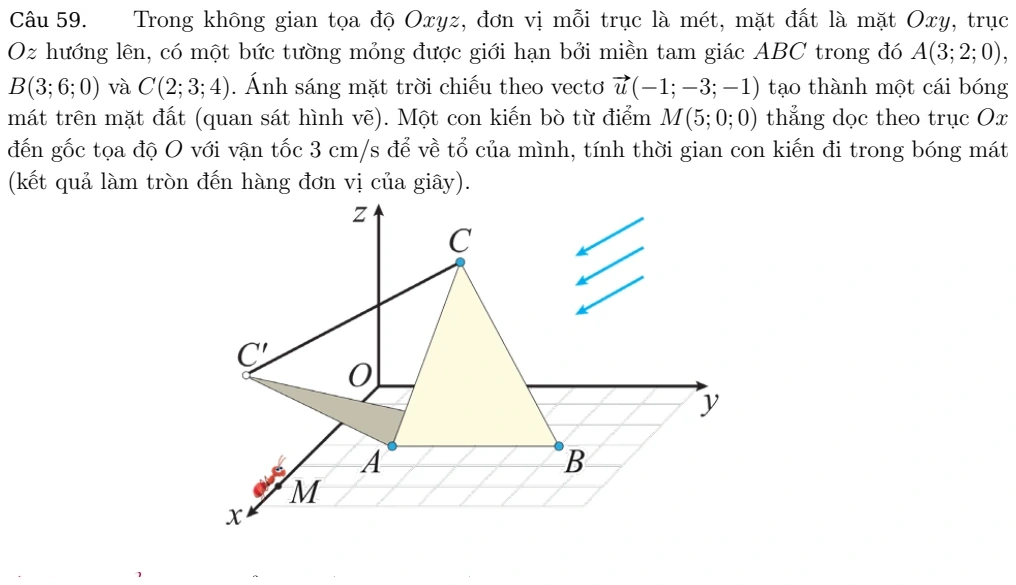 Câu 59. Trong không gian tọa độ Oxyz, đơn vị mỗi trục là mét, mặt đất là mặt Oxy, trục
Oz hướng lên, có một bức tường mỏng được giới hạn bởi miền tam giác ABC trong đó A(3; 2; 0),
B(3; 6; 0) và C(2; 3; 4). Ánh sáng mặt trời chiếu theo vectơ \overrightarrow{u}(−1; −3; −1) tạo thành một cái bóng
mát trên mặt đất (quan sát hình vẽ). Một con kiến bò từ điểm M(5; 0; 0) thẳng dọc theo trục Ox
đến gốc tọa độ O với vận tốc 3 cm/s để về tổ của mình, tính thời gian con kiến đi trong bóng mát
(kết quả làm tròn đến hàng đơn vị của giây).
z
C
C'
O
y
A
B
M
x